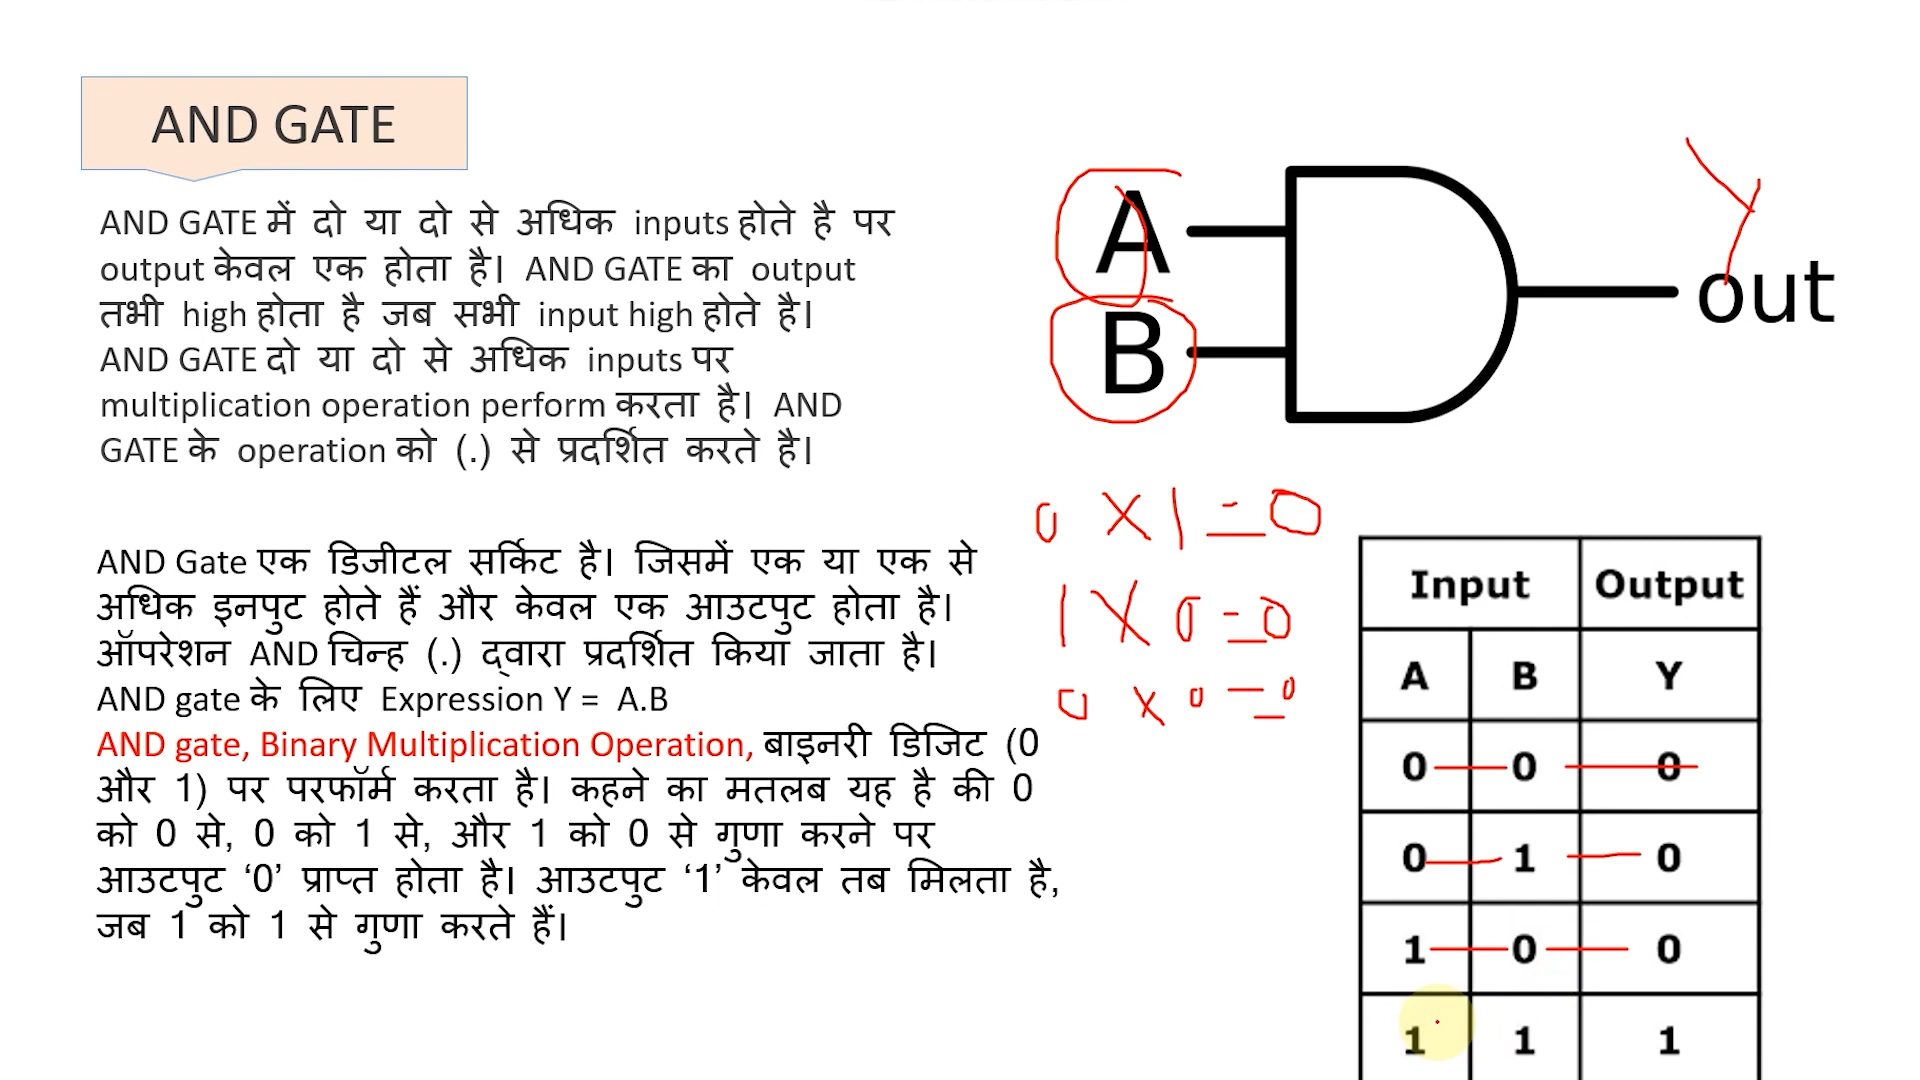 AND GATE
AND GATE में दो या दो से अधिक inputs होते है पर
output केवल एक होता है। AND GATE का output
तभी high होता है जब सभी input high होते है।
AND GATE दो या दो से अधिक inputs पर
multiplication operation perform करता है। AND
GATE के operation को (.) से प्रदर्शित करते है।
AND Gate एक डिजीटल सर्किट है। जिसमें एक या एक से
अधिक इनपुट होते हैं और केवल एक आउटपुट होता है।
ऑपरेशन AND चिन्ह (.) द्वारा प्रदर्शित किया जाता है।
AND gate के लिए Expression Y = A.B
AND gate, Binary Multiplication Operation, बाइनरी डिजिट (0
और 1) पर परफॉर्म करता है। कहने का मतलब यह है की 0
को 0 से, 0 को 1 से, और 1 को 0 से गुणा करने पर
आउटपुट ‘0’ प्राप्त होता है। आउटपुट ‘1’ केवल तब मिलता है,
जब 1 को 1 से गुणा करते हैं।
A
B
Y
out
0 X 1 = 0
1 X 0 = 0
0 X 0 = 0
Input Output
A B Y
0 0 0
0 1 0
1 0 0
1 1 1